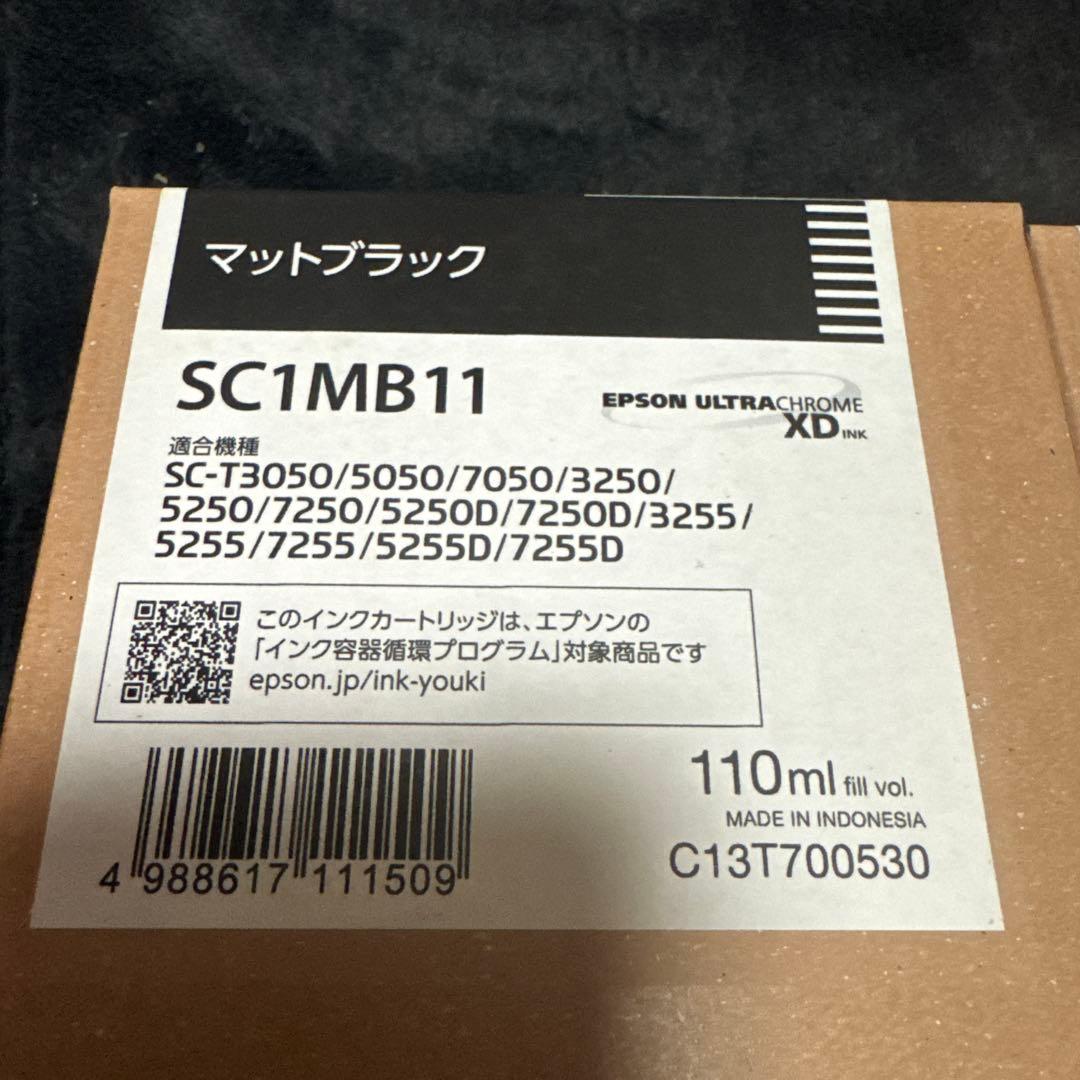 マットブラック
SC1MB11
EPSON ULTRACHROME
XD INK
適合機種
SC-T3050/5050/7050/3250/
5250/7250/5250D/7250D/3255/
5255/7255/5255D/7255D
このインクカートリッジは、エプソンの
「インク容器循環プログラム」対象商品です
epson.jp/ink-youki
110ml fill vol.
MADE IN INDONESIA
C13T700530
4 988617 111509